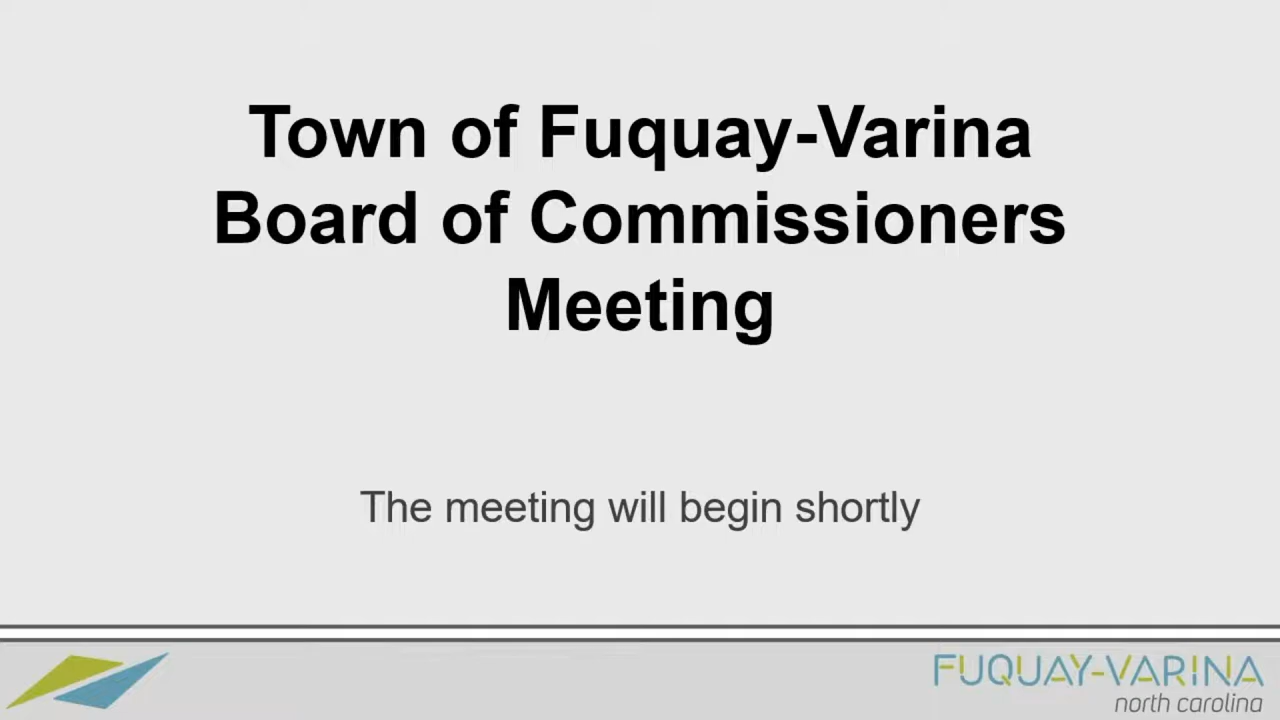 Town of Fuquay-Varina
Board of Commissioners
Meeting
The meeting will begin shortly
FUQUAY-VARINA
north carolina